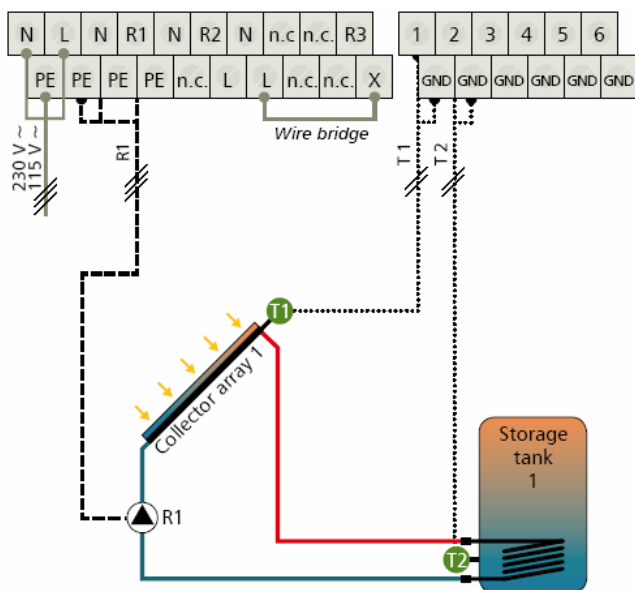 N L N R1 N R2 N n.c n.c. R3
1 2 3 4 5 6
PE PE PE PE n.c. L L n.c. n.c. X
GND GND GND GND GND GND
Wire bridge
230 V ~
115 V ~
R1
T 1
T 2
T1
Collector array 1
Storage
tank
1
R1
T2